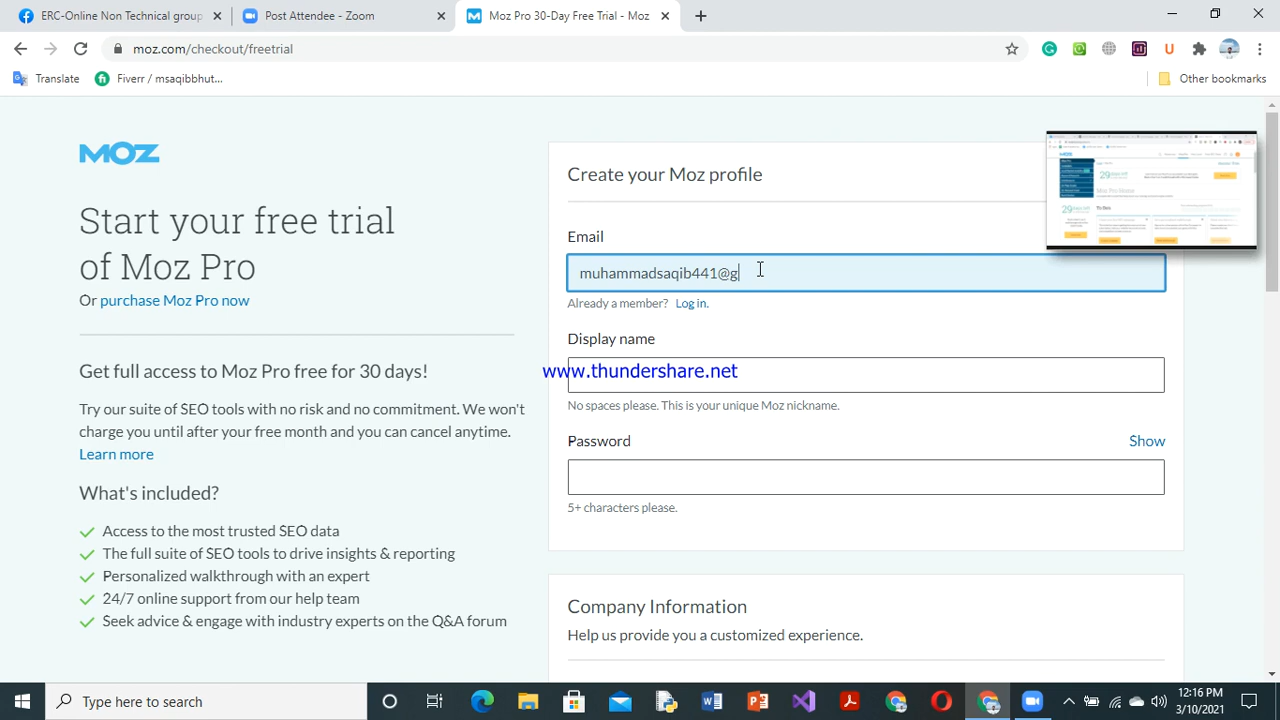 ERC-Online Non Technical group
Post Attendee - Zoom
Moz Pro 30-Day Free Trial - Moz
moz.com/checkout/freetrial
Translate
Fiverr / msaqibbhut...
Other bookmarks
MOZ
Start your free trial
of Moz Pro
Or purchase Moz Pro now
Get full access to Moz Pro free for 30 days!
Try our suite of SEO tools with no risk and no commitment. We won't
charge you until after your free month and you can cancel anytime.
Learn more
What's included?
Access to the most trusted SEO data
The full suite of SEO tools to drive insights & reporting
Personalized walkthrough with an expert
24/7 online support from our help team
Seek advice & engage with industry experts on the Q&A forum
Create your Moz profile
Email
muhammadsaqib441@g
Already a member? Log in.
Display name
www.thundershare.net
No spaces please. This is your unique Moz nickname.
Password
Show
5+ characters please.
Company Information
Help us provide you a customized experience.
Type here to search
12:16 PM
3/10/2021